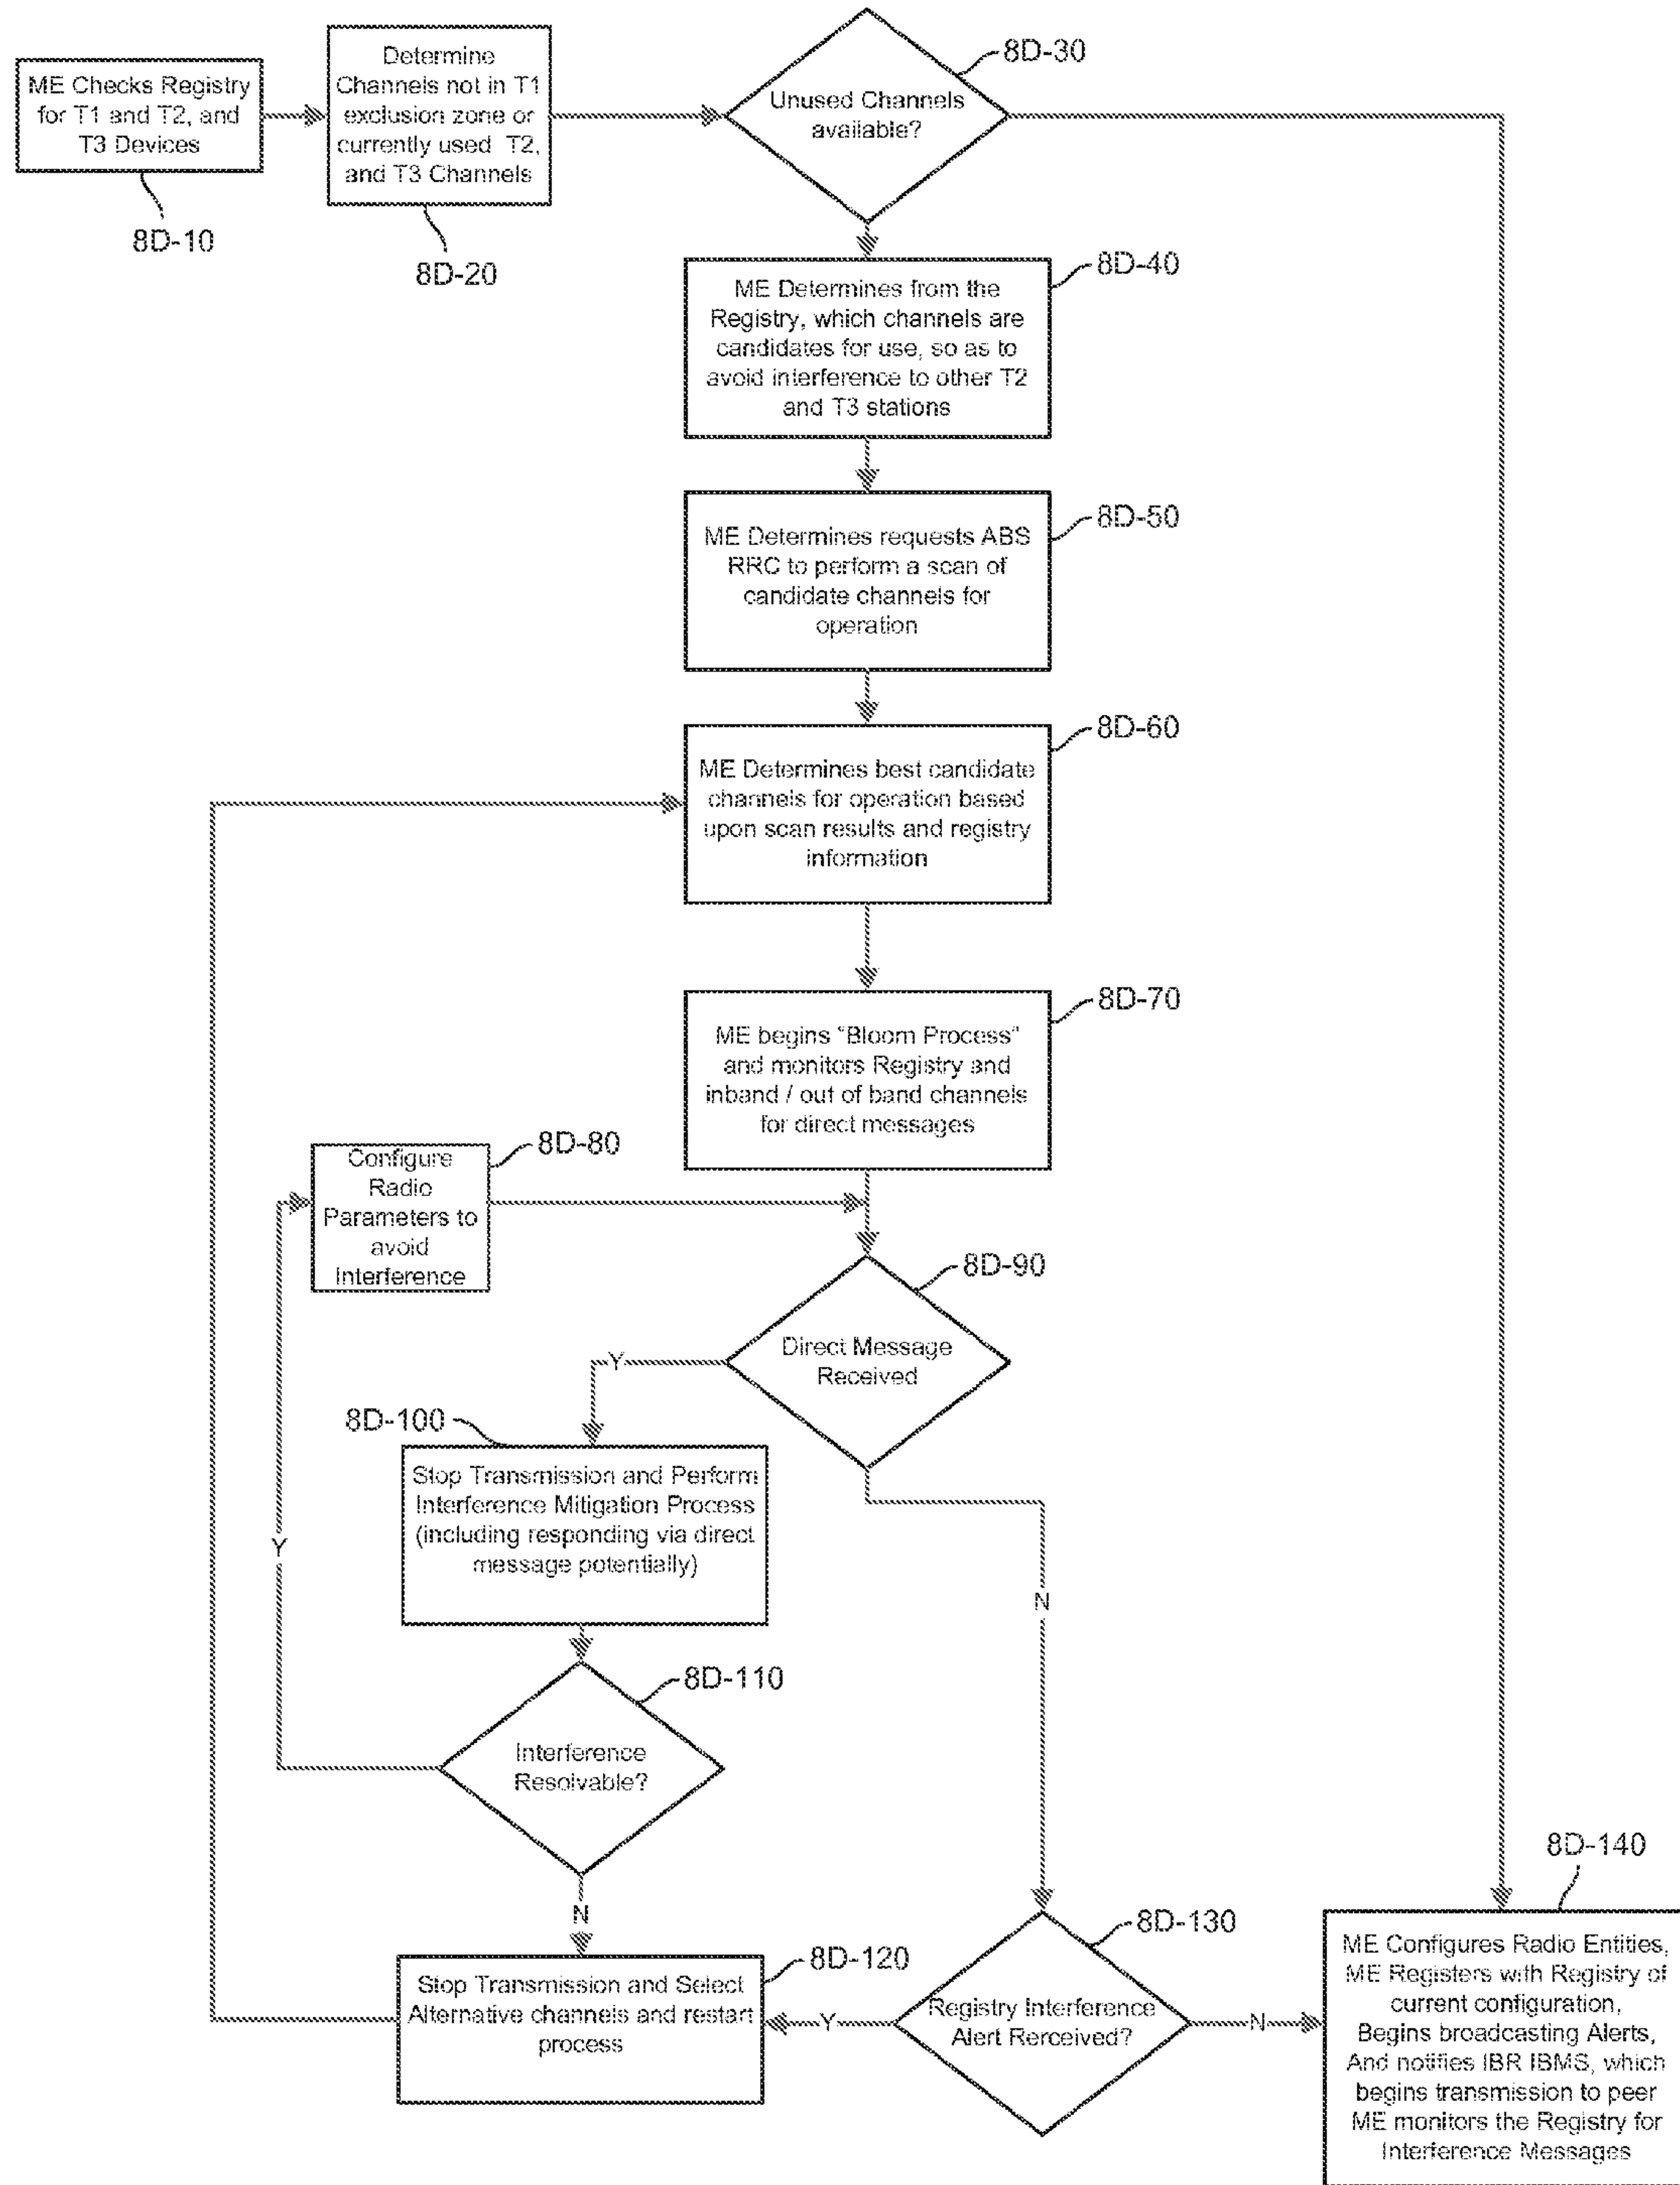 ME Checks Registry
for T1 and T2, and
T3 Devices
8D-10
Determine
Channels not in T1
exclusion zone or
currently used T2,
and T3 Channels
8D-20
Unused Channels
available?
8D-30
ME Determines from the
Registry, which channels are
candidates for use, so as to
avoid interference to other T2
and T3 stations
8D-40
ME Determines requests ABS
RRC to perform a scan of
candidate channels for
operation
8D-50
ME Determines best candidate
channels for operation based
upon scan results and registry
information
8D-60
ME begins "Bloom Process"
and monitors Registry and
inband / out of band channels
for direct messages
8D-70
Configure
Radio
Parameters to
avoid
Interference
8D-80
Direct Message
Received
8D-90
Y
N
8D-100
Stop Transmission and Perform
Interference Mitigation Process
(including responding via direct
message potentially)
Interference
Resolvable?
8D-110
Y
N
Stop Transmission and Select
Alternative channels and restart
process
8D-120
Registry Interference
Alert Rerceived?
8D-130
Y
N
8D-140
ME Configures Radio Entities,
ME Registers with Registry of
current configuration,
Begins broadcasting Alerts,
And notifies IBR IBMS, which
begins transmission to peer
ME monitors the Registry for
Interference Messages